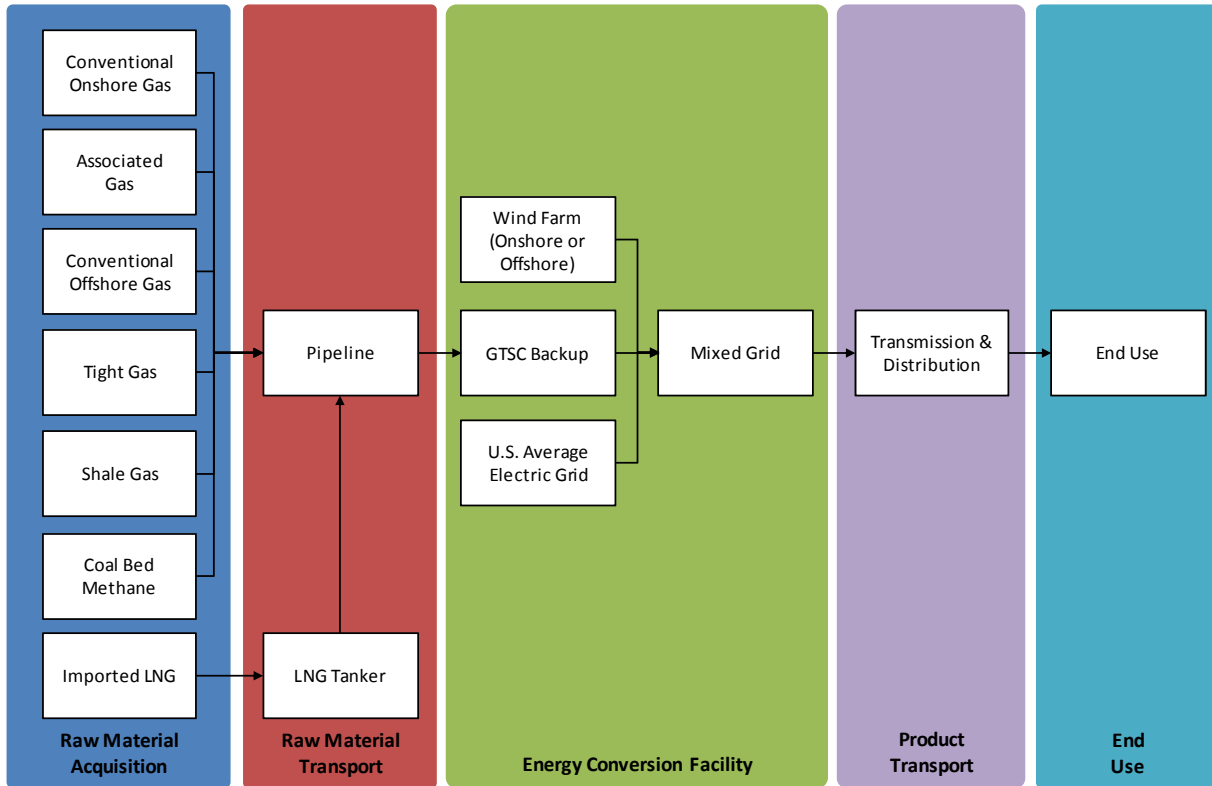 Conventional
Onshore Gas
Associated
Gas
Conventional
Offshore Gas
Tight Gas
Shale Gas
Coal Bed
Methane
Imported LNG
Raw Material
Acquisition
Pipeline
LNG Tanker
Raw Material
Transport
Wind Farm
(Onshore or
Offshore)
GTSC Backup
U.S. Average
Electric Grid
Mixed Grid
Energy Conversion Facility
Transmission &
Distribution
Product
Transport
End Use
End
Use